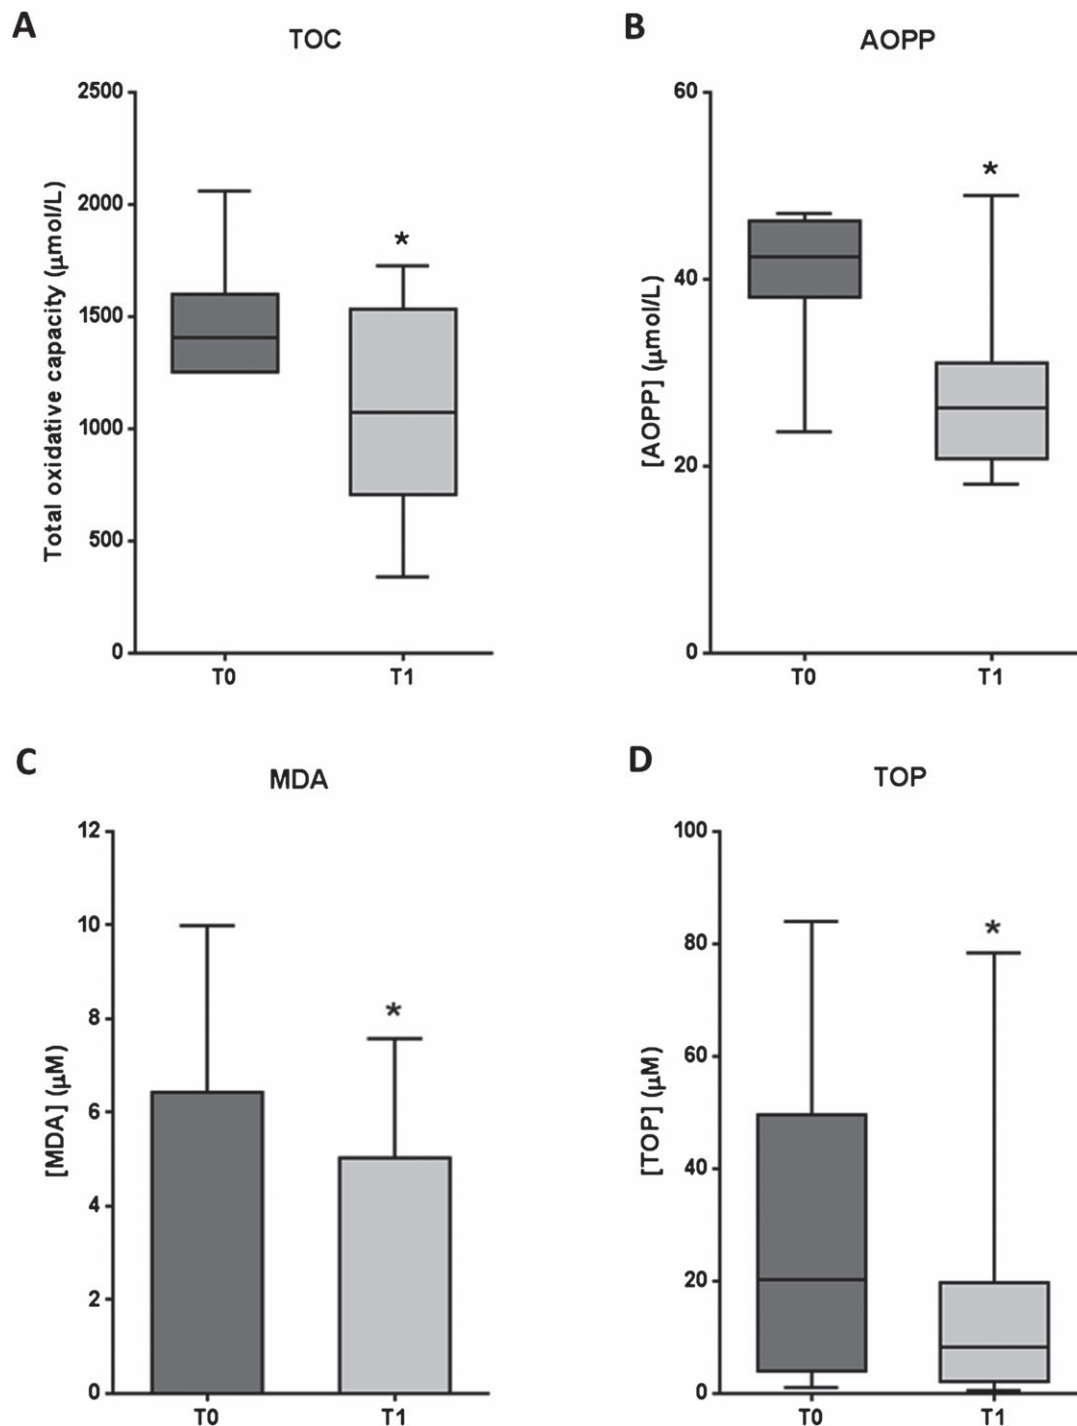 A
TOC
2500
2000
1500
1000
500
0
Total oxidative capacity (μmol/L)
*
T0
T1
B
AOPP
60
40
20
0
[AOPP] (μmol/L)
*
T0
T1
C
MDA
12
10
8
6
4
2
0
[MDA] (μM)
*
T0
T1
D
TOP
100
80
60
40
20
0
[TOP] (μM)
*
T0
T1